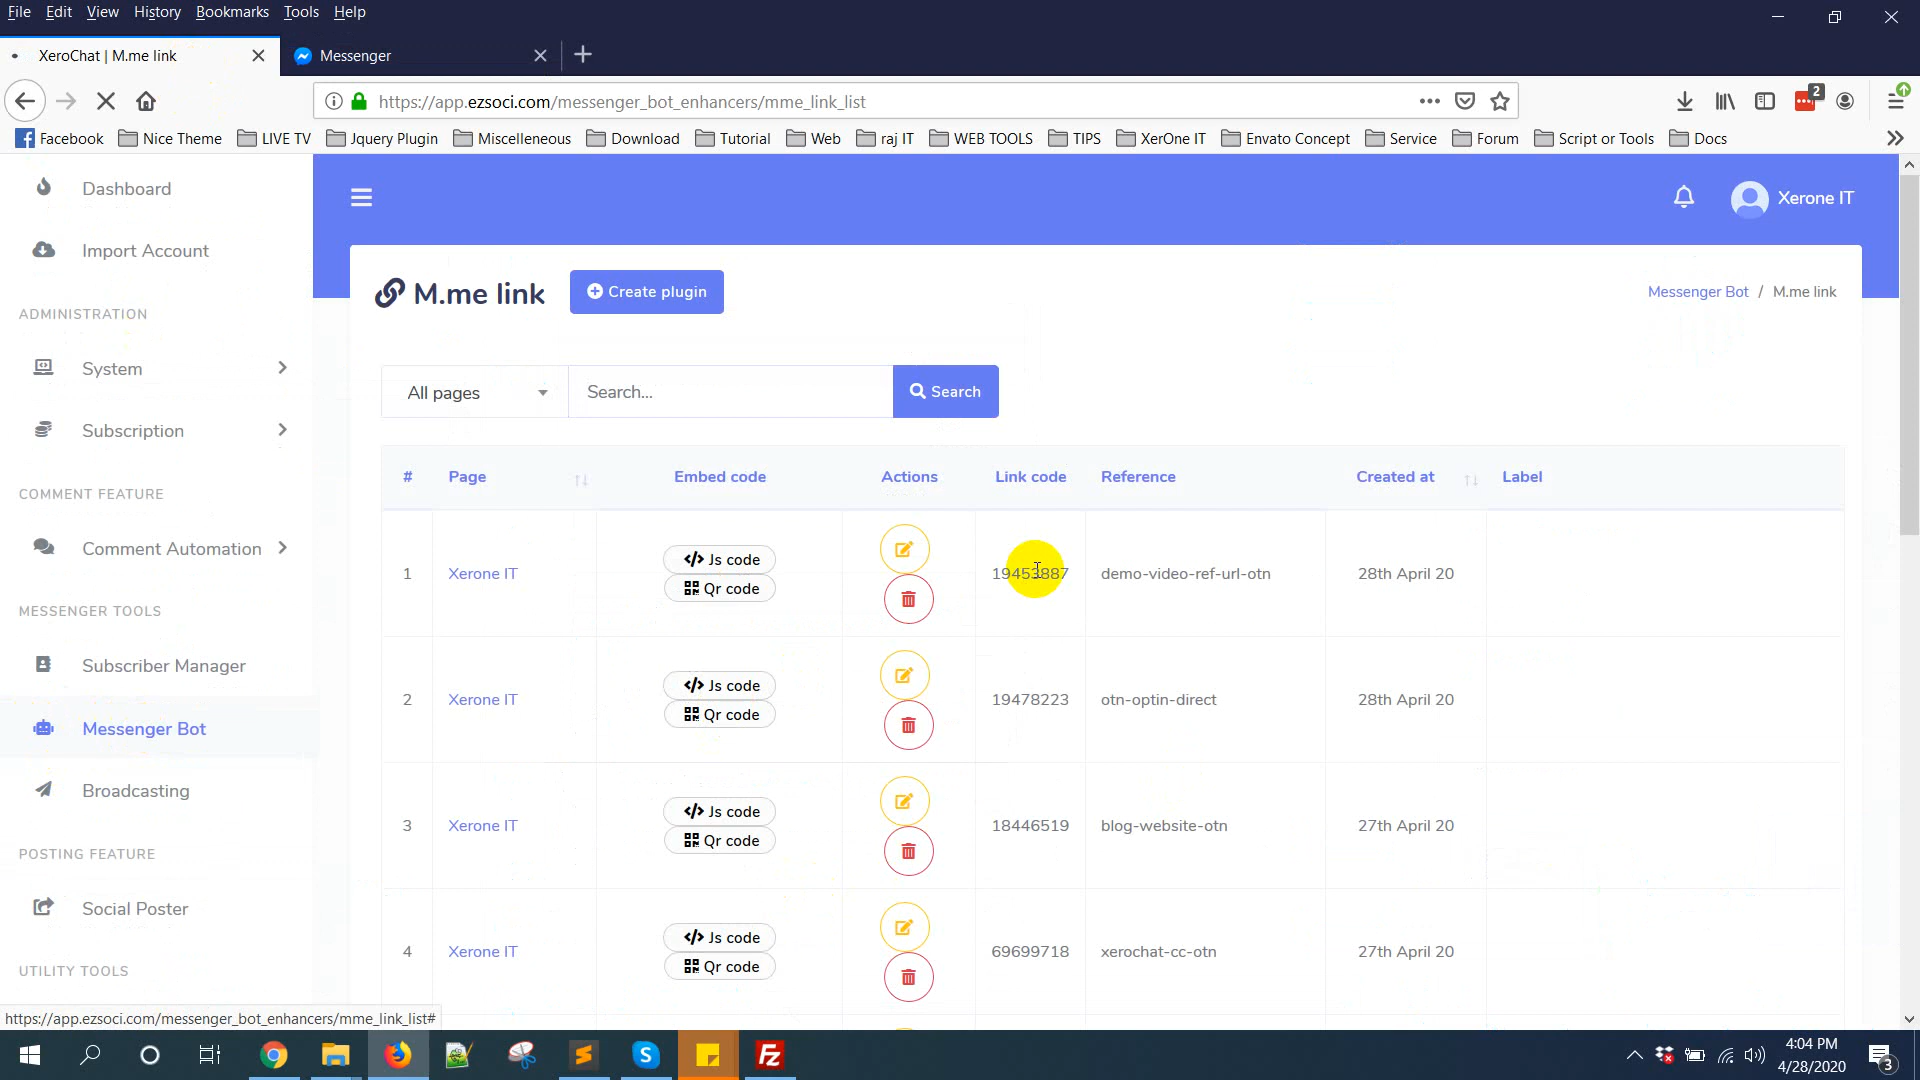 File Edit View History Bookmarks Tools Help
XeroChat | M.me link
Messenger
https://app.ezsoci.com/messenger_bot_enhancers/mme_link_list
2
Facebook Nice Theme LIVE TV Jquery Plugin Miscelleneous Download Tutorial Web raj IT WEB TOOLS TIPS XerOne IT Envato Concept Service Forum Script or Tools Docs
Dashboard
Import Account
ADMINISTRATION
System
Subscription
COMMENT FEATURE
Comment Automation
MESSENGER TOOLS
Subscriber Manager
Messenger Bot
Broadcasting
POSTING FEATURE
Social Poster
UTILITY TOOLS
https://app.ezsoci.com/messenger_bot_enhancers/mme_link_list#
Xerone IT
M.me link
Create plugin
Messenger Bot / M.me link
All pages
Search...
Search
# Page Embed code Actions Link code Reference Created at Label
1 Xerone IT Js code Qr code 19453887 demo-video-ref-url-otn 28th April 20
2 Xerone IT Js code Qr code 19478223 otn-optin-direct 28th April 20
3 Xerone IT Js code Qr code 18446519 blog-website-otn 27th April 20
4 Xerone IT Js code Qr code 69699718 xerochat-cc-otn 27th April 20
4:04 PM
4/28/2020
3